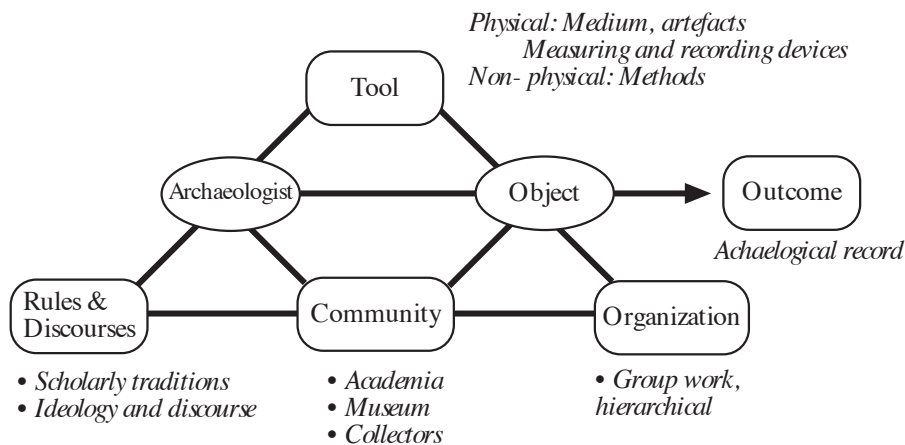 Physical: Medium, artefacts
Measuring and recording devices
Non- physical: Methods
Tool
Archaeologist
Object
Outcome
Achaelogical record
Rules &
Discourses
Community
Organization
• Scholarly traditions
• Ideology and discourse
• Academia
• Museum
• Collectors
• Group work,
hierarchical